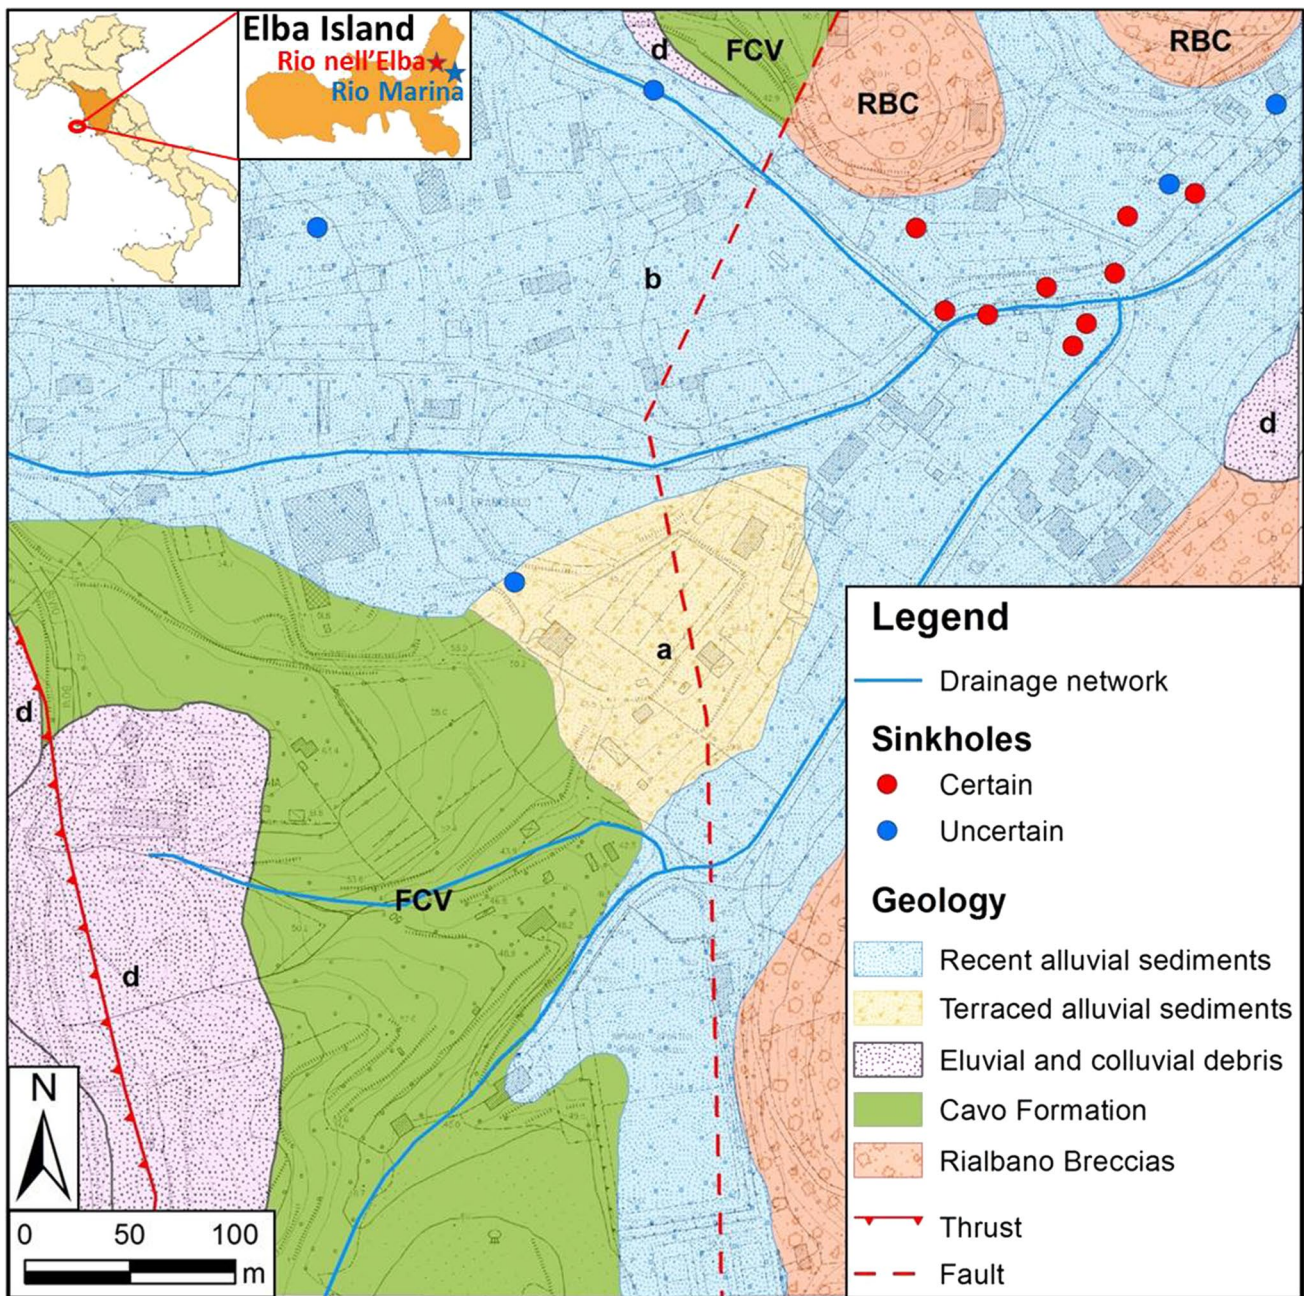 Elba Island
Rio nell'Elba
Rio Marina
d
FCV
RBC
RBC
b
d
a
d
FCV
d
N
0 50 100
m
Legend
Drainage network
Sinkholes
Certain
Uncertain
Geology
Recent alluvial sediments
Terraced alluvial sediments
Eluvial and colluvial debris
Cavo Formation
Rialbano Breccias
Thrust
Fault